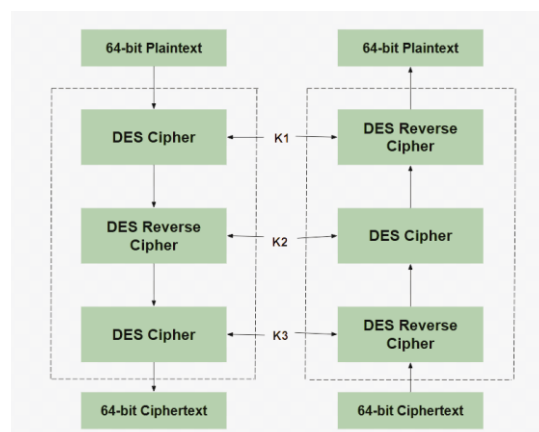 64-bit Plaintext
64-bit Plaintext
DES Cipher
K1
DES Reverse
Cipher
DES Reverse
Cipher
K2
DES Cipher
DES Cipher
K3
DES Reverse
Cipher
64-bit Ciphertext
64-bit Ciphertext